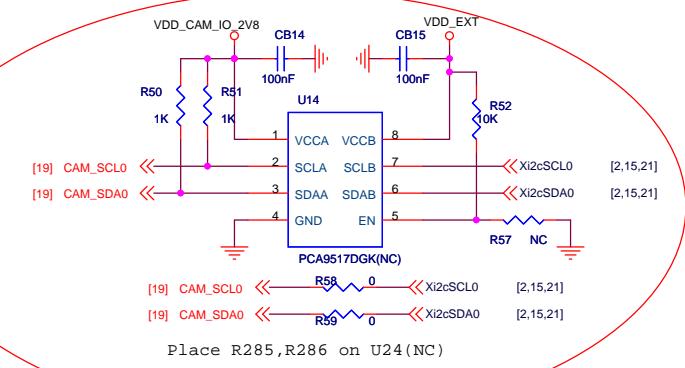 VDD_CAM_IO_2V8
VDD_EXT
CB14
CB15
100nF
100nF
R50
R51
1K
1K
U14
R52
10K
1
VCCA
VCCB
8
[19] CAM_SCL0
2
SCLA
SCLB
7
Xi2cSCL0
[2,15,21]
[19] CAM_SDA0
3
SDAA
SDAB
6
Xi2cSDA0
[2,15,21]
4
GND
EN
5
R57
NC
PCA9517DGK(NC)
[19] CAM_SCL0
R58
0
Xi2cSCL0
[2,15,21]
[19] CAM_SDA0
R59
0
Xi2cSDA0
[2,15,21]
Place R285,R286 on U24(NC)